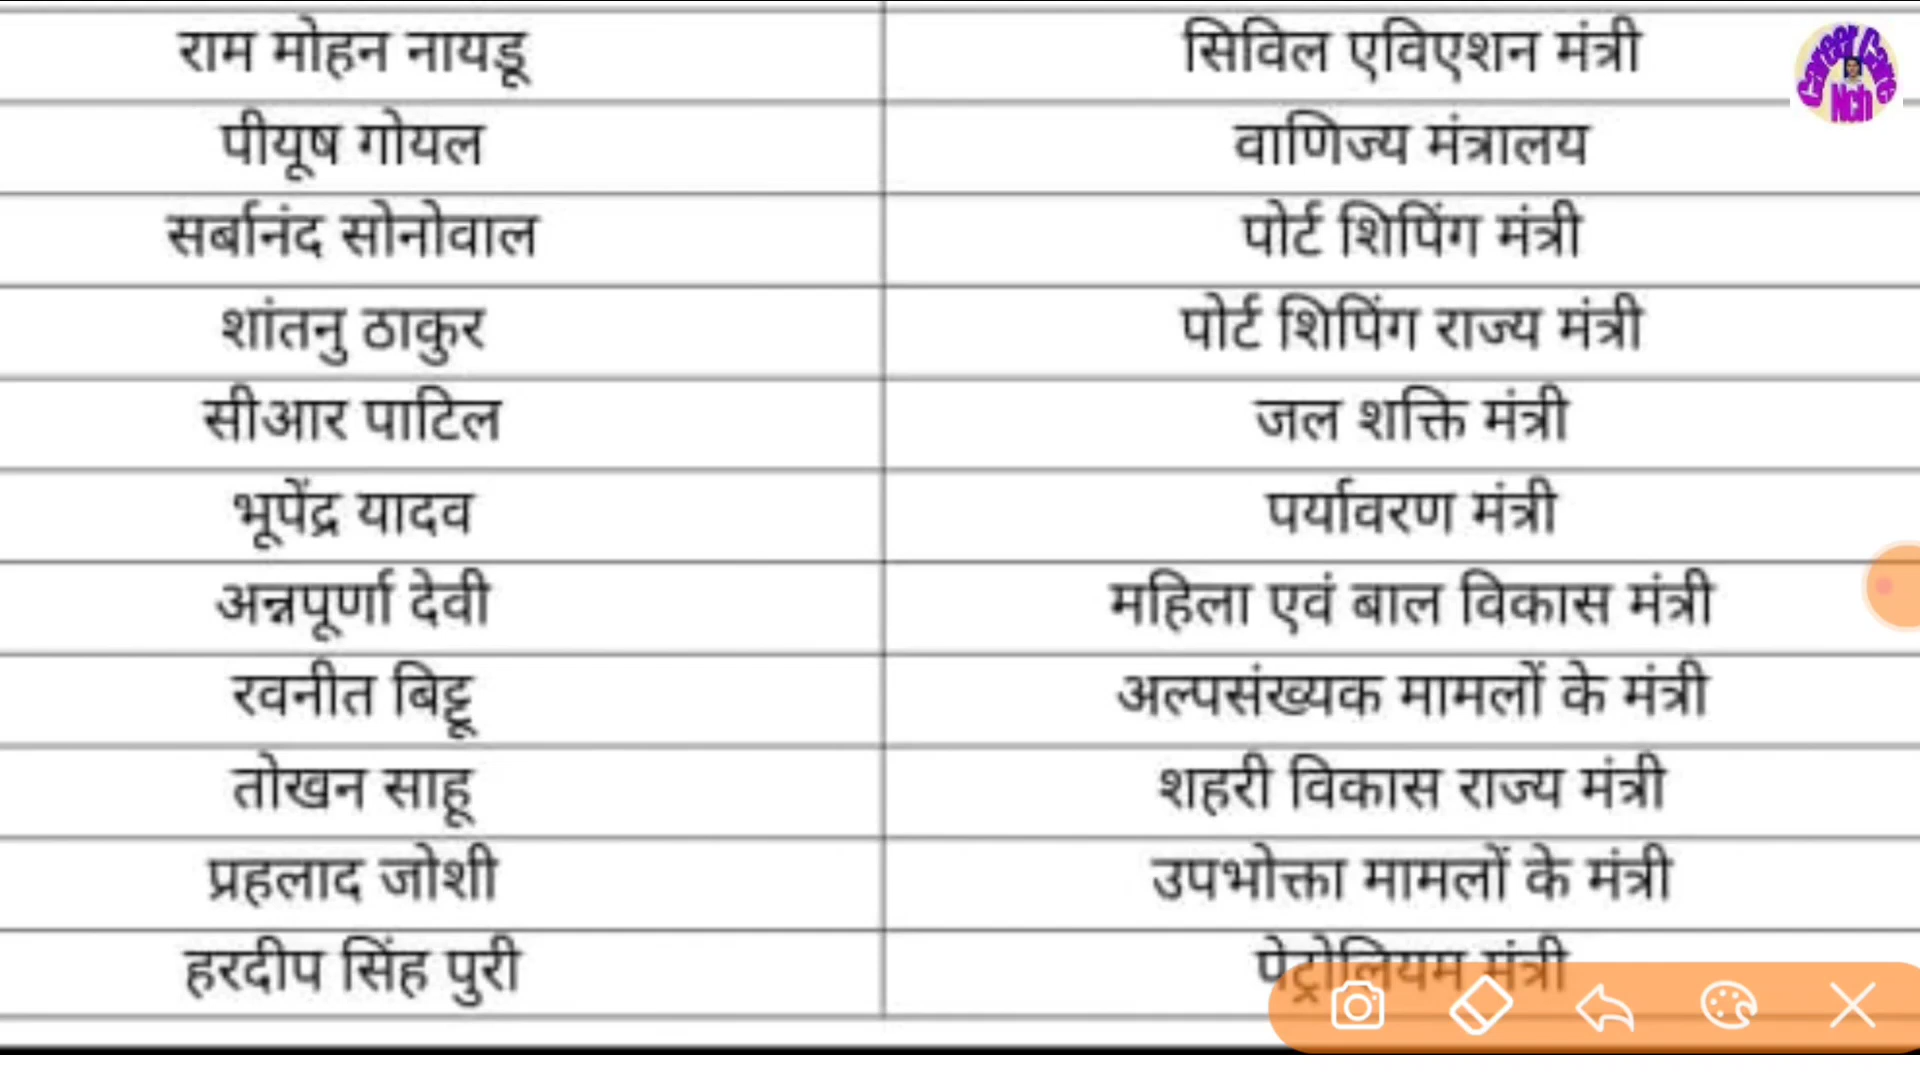 राम मोहन नायडू सिविल एविएशन मंत्री
पीयूष गोयल वाणिज्य मंत्रालय
सर्बानंद सोनोवाल पोर्ट शिपिंग मंत्री
शांतनु ठाकुर पोर्ट शिपिंग राज्य मंत्री
सीआर पाटिल जल शक्ति मंत्री
भूपेंद्र यादव पर्यावरण मंत्री
अन्नपूर्णा देवी महिला एवं बाल विकास मंत्री
रवनीत बिट्टू अल्पसंख्यक मामलों के मंत्री
तोखन साहू शहरी विकास राज्य मंत्री
प्रहलाद जोशी उपभोक्ता मामलों के मंत्री
हरदीप सिंह पुरी पेट्रोलियम मंत्री